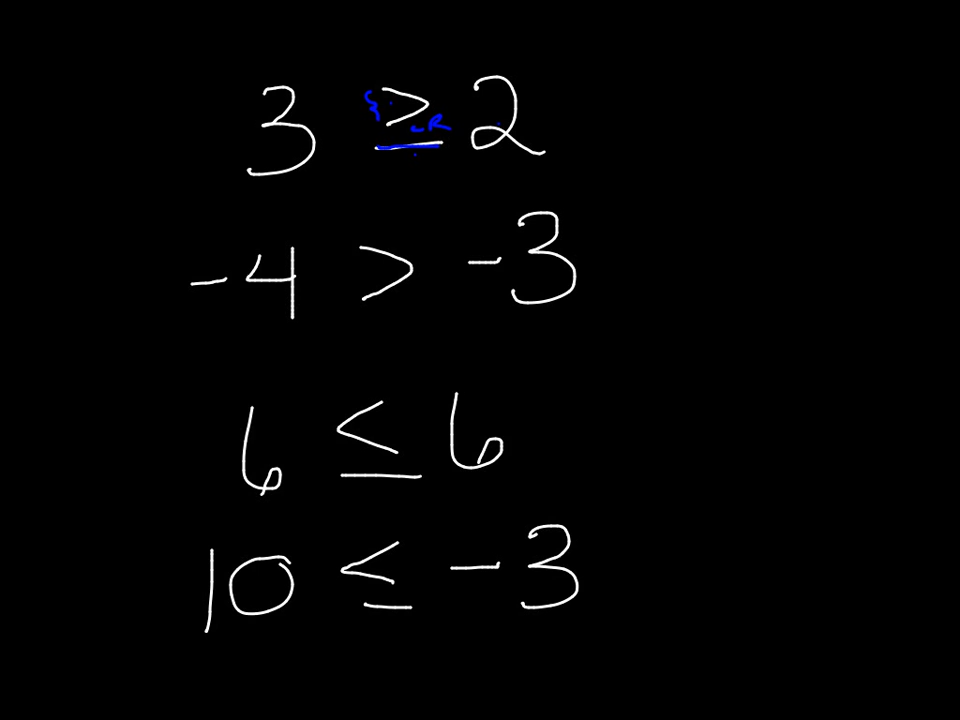 3 ≥ 2
-4 > -3
6 ≤ 6
10 ≤ -3